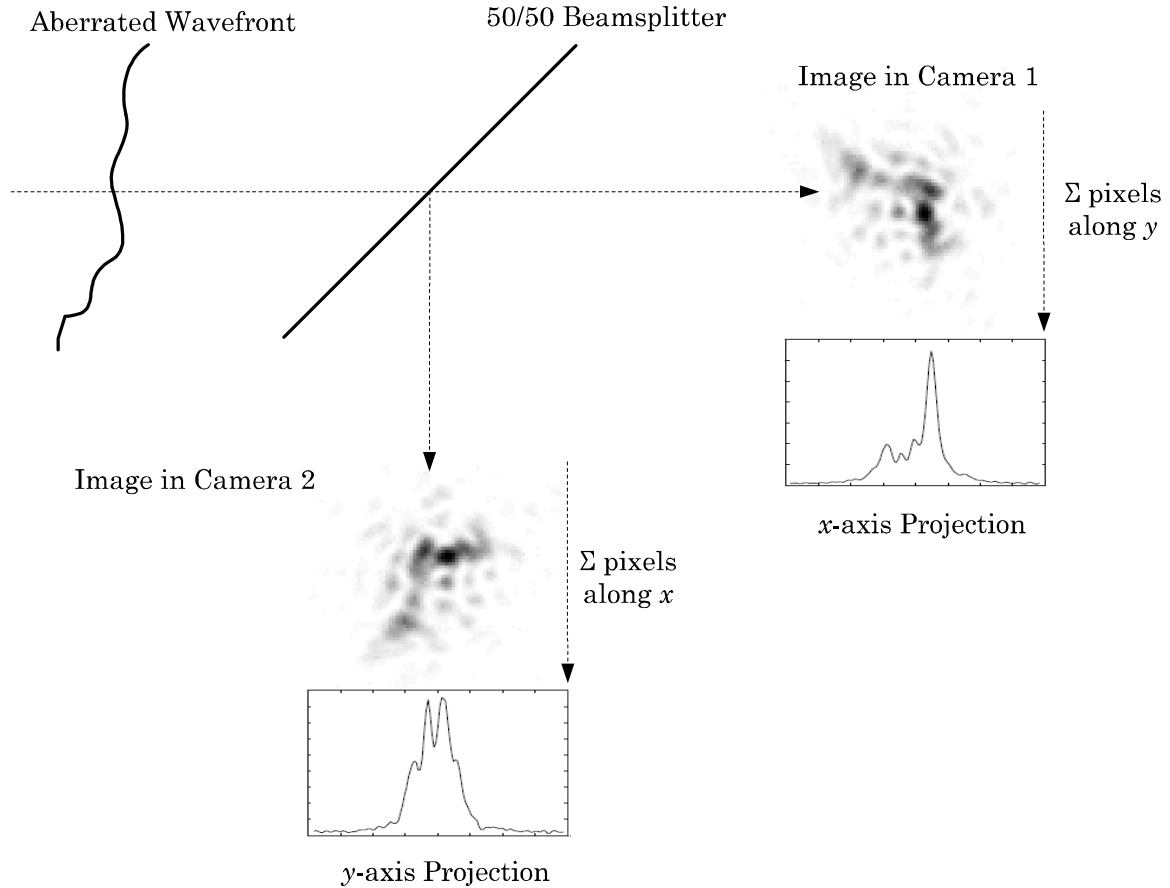 Aberrated Wavefront
50/50 Beamsplitter
Image in Camera 1
Σ pixels
along y
x-axis Projection
Image in Camera 2
Σ pixels
along x
y-axis Projection